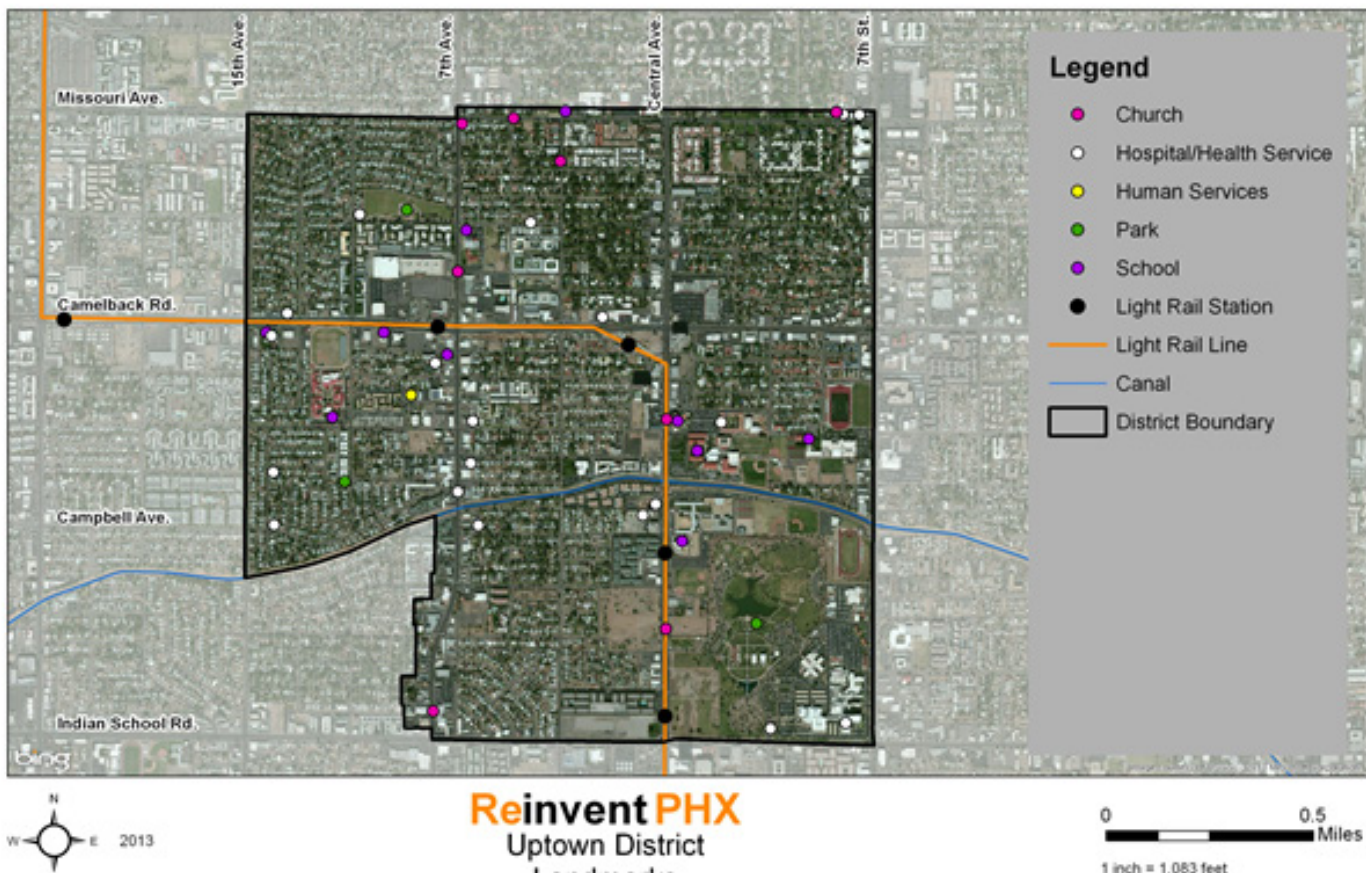 15th Ave.
7th Ave.
Central Ave.
7th St.
Missouri Ave.
Camelback Rd.
Campbell Ave.
Indian School Rd.
bing
Legend
Church
Hospital/Health Service
Human Services
Park
School
Light Rail Station
Light Rail Line
Canal
District Boundary
N
W E 2013
Reinvent PHX
Uptown District
Landmarks
0 0.5
Miles
1 inch = 1,083 feet